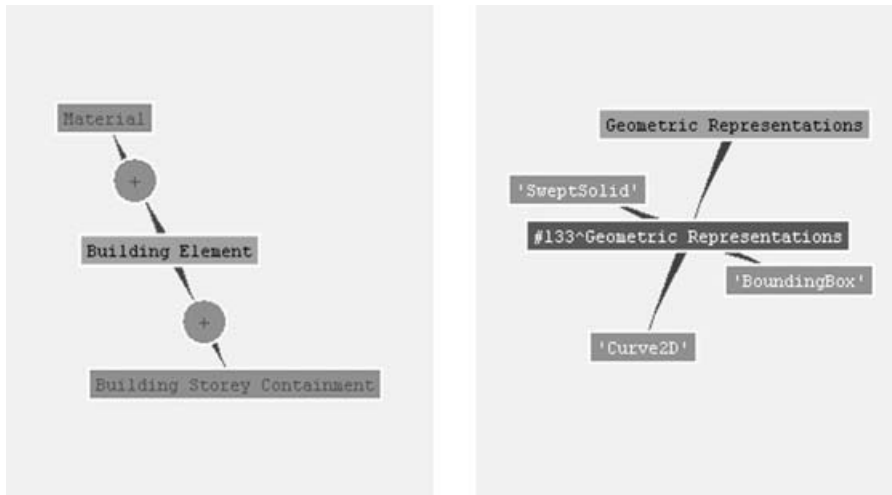 Material
+
Building Element
+
Building Storey Containment
Geometric Representations
'SweptSolid'
#133^Geometric Representations
'BoundingBox'
'Curve2D'